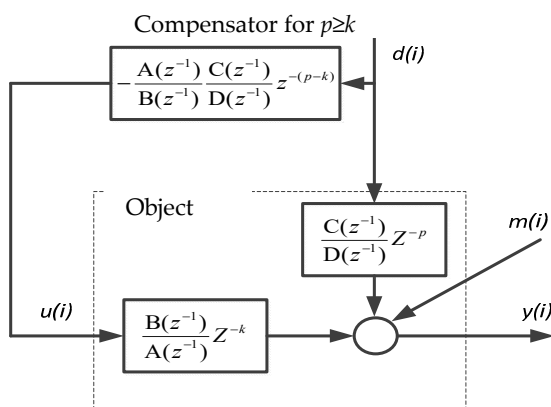 Compensator for p≥k
d(i)
−A(z⁻¹)/B(z⁻¹) C(z⁻¹)/D(z⁻¹) z⁻⁽ᵖ⁻ᵏ⁾
Object
C(z⁻¹)/D(z⁻¹) Z⁻ᵖ
m(i)
u(i)
B(z⁻¹)/A(z⁻¹) Z⁻ᵏ
y(i)